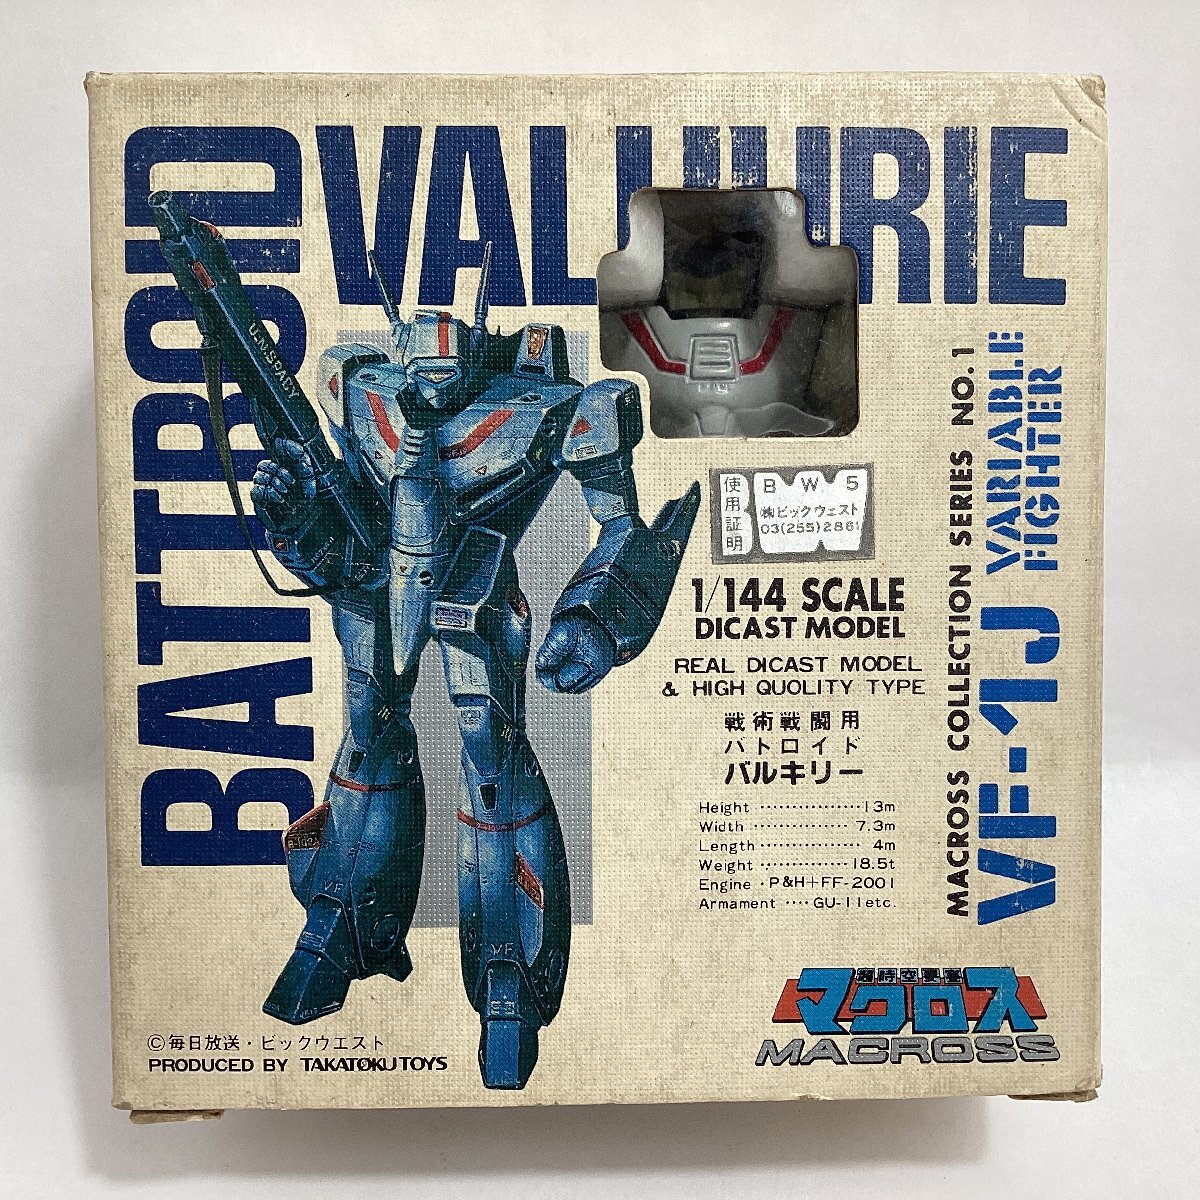 BATTROID
VALKYRIE
U.N.SPACY
使用証明
BW5
㈱ビックウェスト
03(255)2861
1/144 SCALE
DICAST MODEL
REAL DICAST MODEL
& HIGH QUOLITY TYPE
戦術戦闘用
バトロイド
バルキリー
Height ················13m
Width ··············· 7.3m
Length ················ 4m
Weight ·············· 18.5t
Engine ·P&H+FF-2001
Armament ····GU-11etc.
MACROSS COLLECTION SERIES NO.1
VF-1J VARIABLE
FIGHTER
VF
VF
超時空要塞
マクロス
MACROSS
©毎日放送・ビックウエスト
PRODUCED BY TAKATOKU TOYS